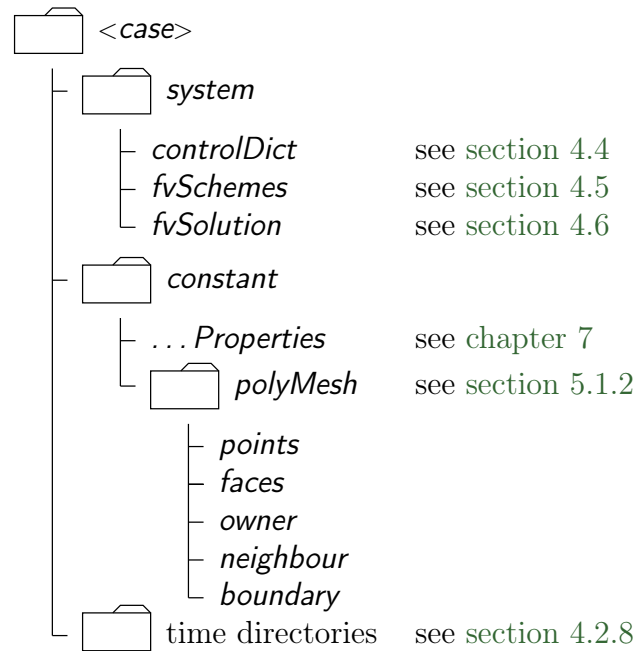 <case>
system
controlDict see section 4.4
fvSchemes see section 4.5
fvSolution see section 4.6
constant
...Properties see chapter 7
polyMesh see section 5.1.2
points
faces
owner
neighbour
boundary
time directories see section 4.2.8